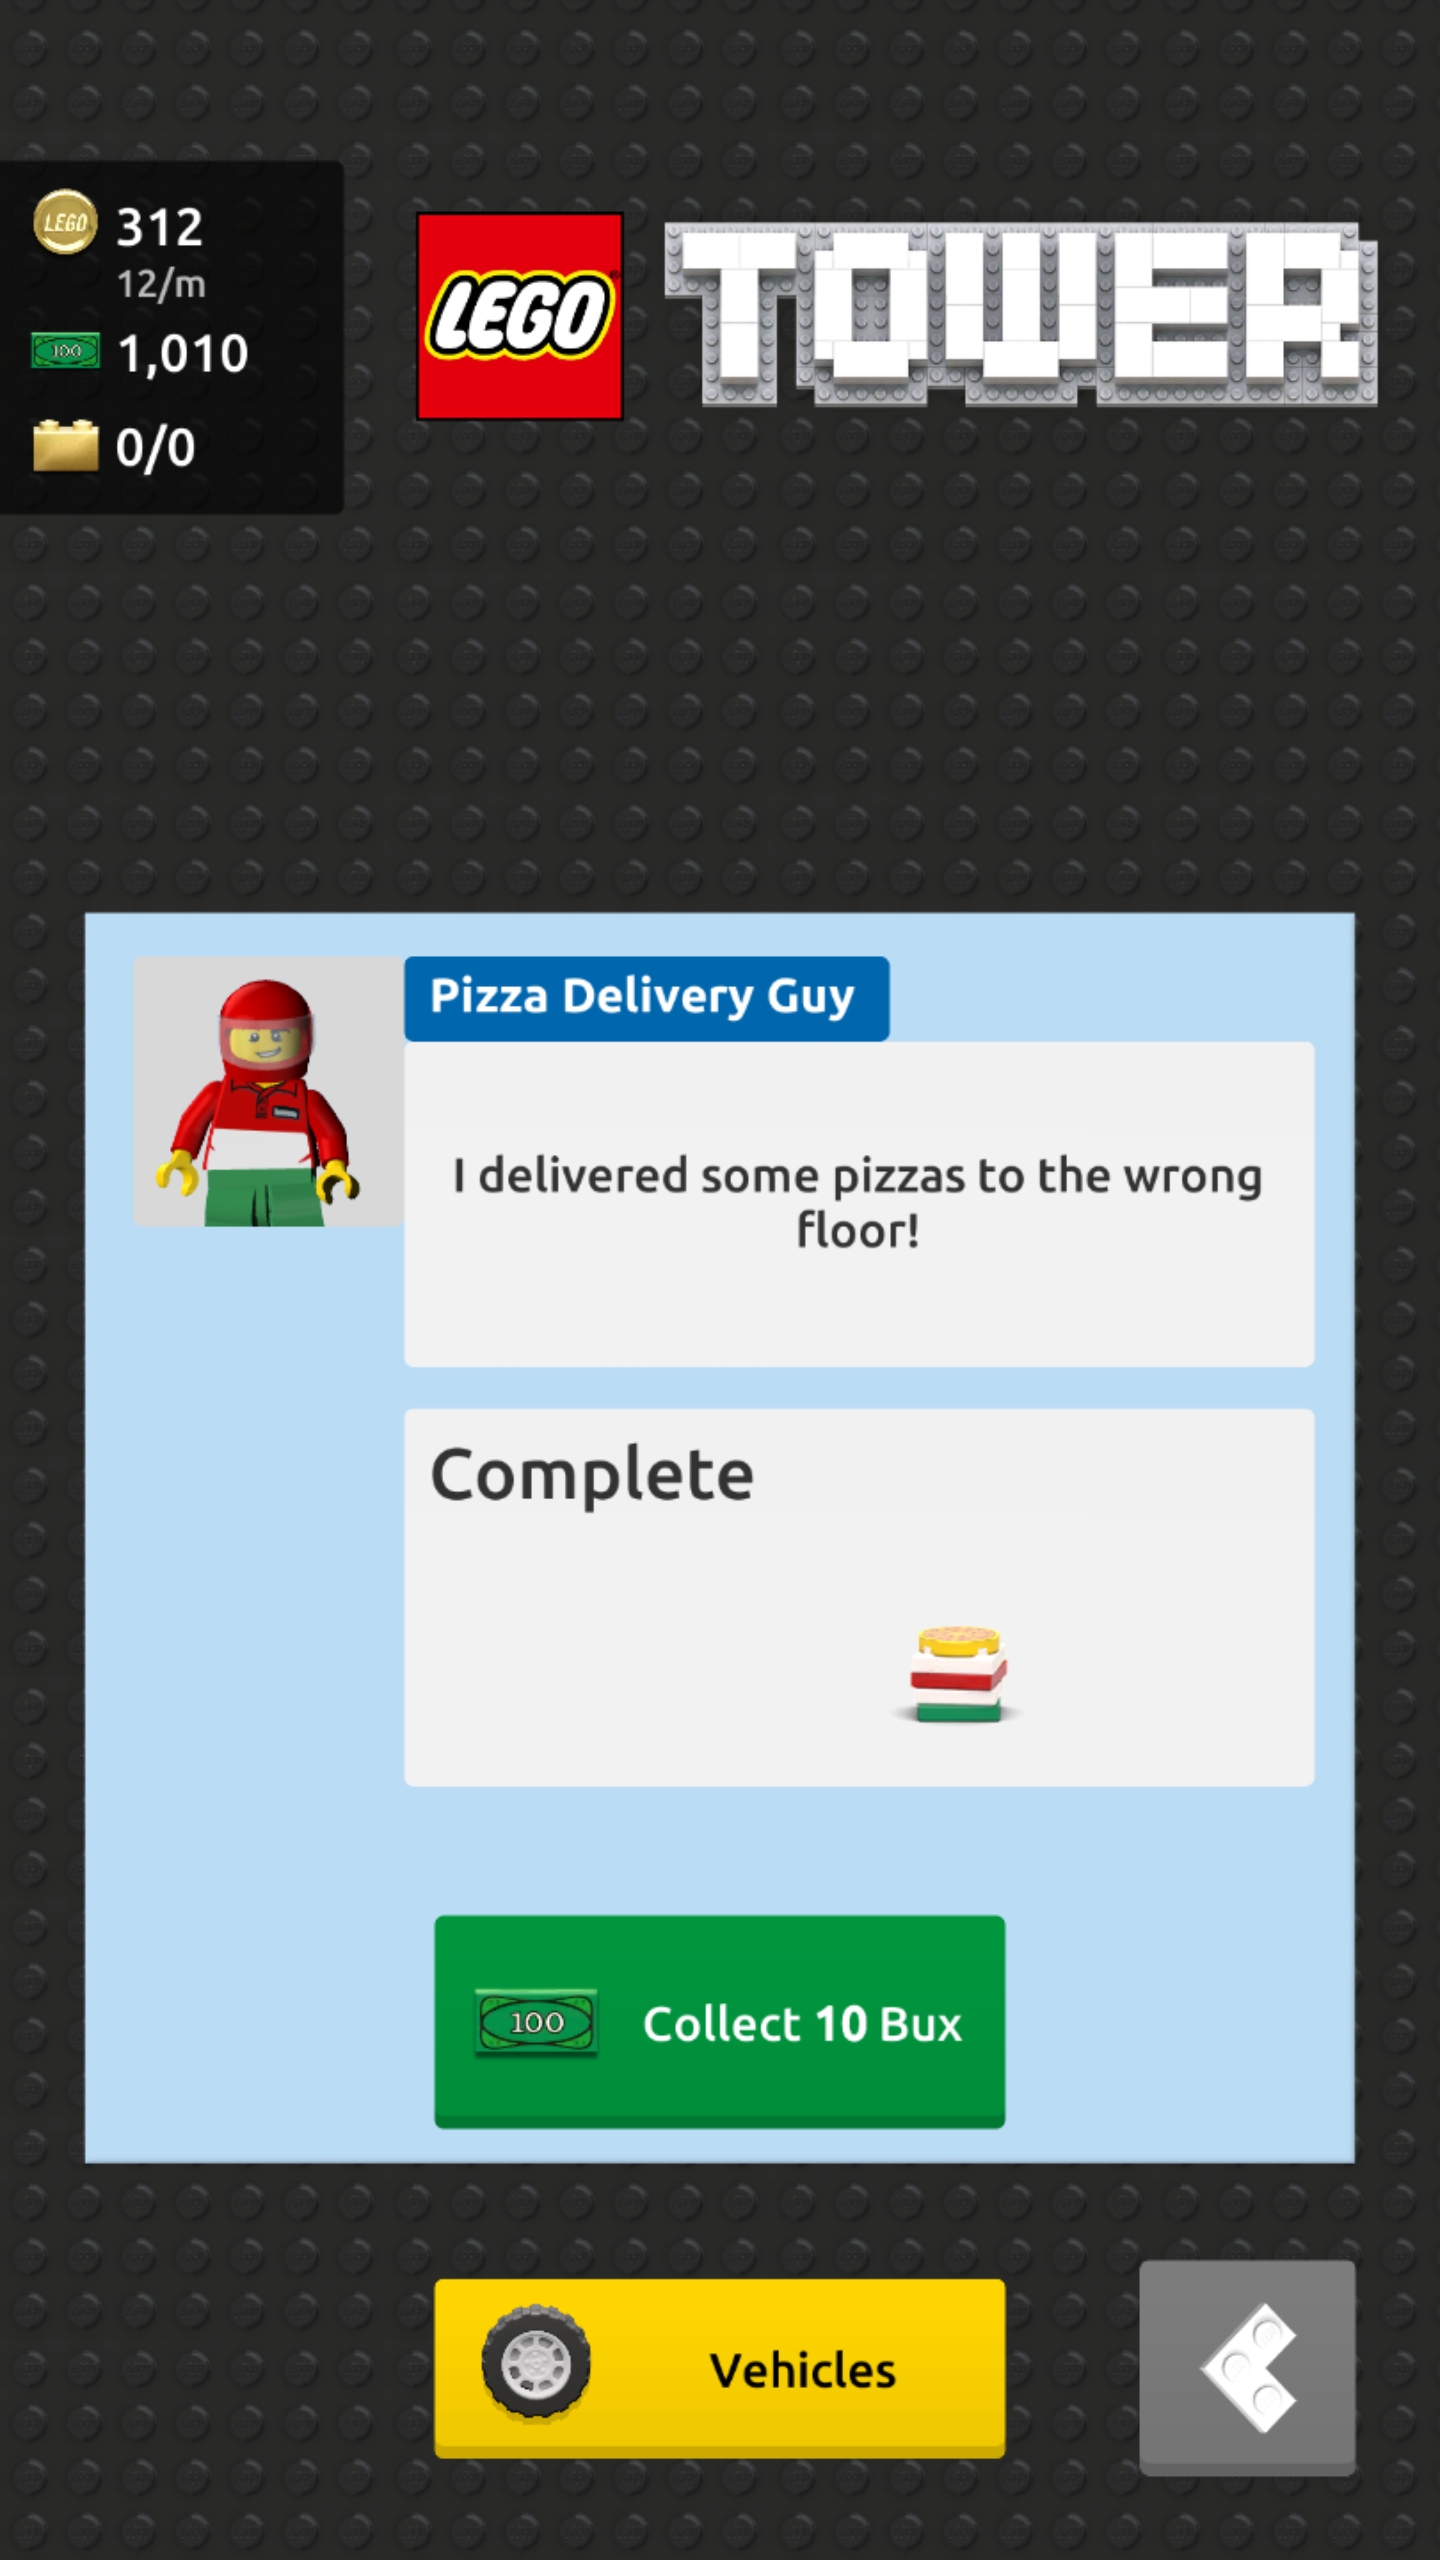 LEGO
312
12/m
100
1,010
0/0
LEGO
TOWER
Pizza Delivery Guy
I delivered some pizzas to the wrong
floor!
Complete
100
Collect 10 Bux
Vehicles